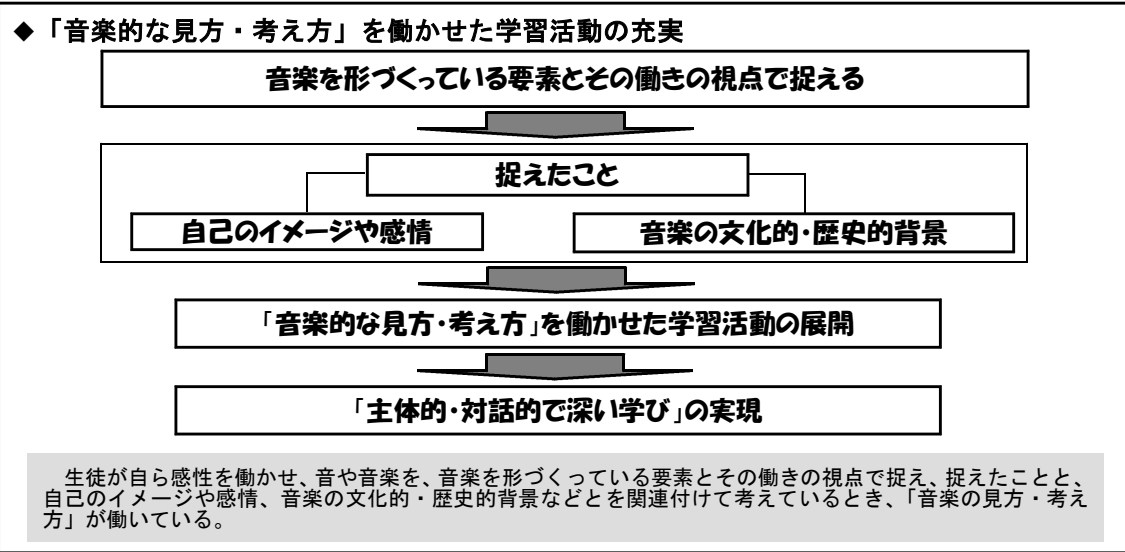 ◆「音楽的な見方・考え方」を働かせた学習活動の充実
音楽を形づくっている要素とその働きの視点で捉える
捉えたこと
自己のイメージや感情
音楽の文化的・歴史的背景
「音楽的な見方・考え方」を働かせた学習活動の展開
「主体的・対話的で深い学び」の実現
生徒が自ら感性を働かせ、音や音楽を、音楽を形づくっている要素とその働きの視点で捉え、捉えたことと、
自己のイメージや感情、音楽の文化的・歴史的背景などとを関連付けて考えているとき、「音楽の見方・考え
方」が働いている。